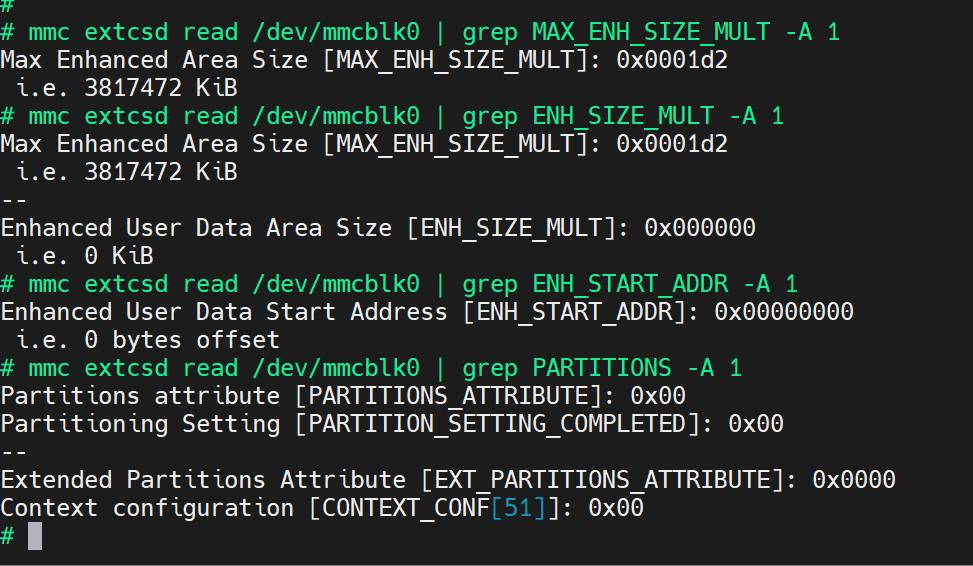 #
# mmc extcsd read /dev/mmcblk0 | grep MAX_ENH_SIZE_MULT -A 1
Max Enhanced Area Size [MAX_ENH_SIZE_MULT]: 0x0001d2
 i.e. 3817472 KiB
# mmc extcsd read /dev/mmcblk0 | grep ENH_SIZE_MULT -A 1
Max Enhanced Area Size [MAX_ENH_SIZE_MULT]: 0x0001d2
 i.e. 3817472 KiB
--
Enhanced User Data Area Size [ENH_SIZE_MULT]: 0x000000
 i.e. 0 KiB
# mmc extcsd read /dev/mmcblk0 | grep ENH_START_ADDR -A 1
Enhanced User Data Start Address [ENH_START_ADDR]: 0x00000000
 i.e. 0 bytes offset
# mmc extcsd read /dev/mmcblk0 | grep PARTITIONS -A 1
Partitions attribute [PARTITIONS_ATTRIBUTE]: 0x00
Partitioning Setting [PARTITION_SETTING_COMPLETED]: 0x00
--
Extended Partitions Attribute [EXT_PARTITIONS_ATTRIBUTE]: 0x0000
Context configuration [CONTEXT_CONF[51]]: 0x00
#